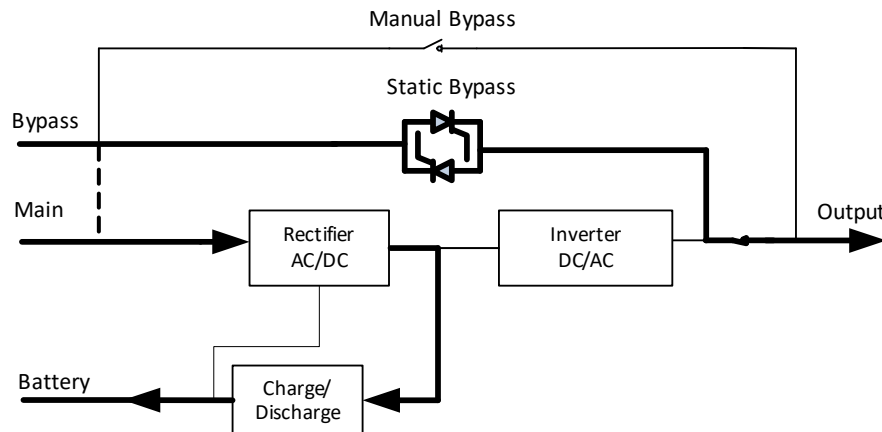 Manual Bypass
Static Bypass
Bypass
Main
Rectifier
AC/DC
Inverter
DC/AC
Output
Battery
Charge/
Discharge